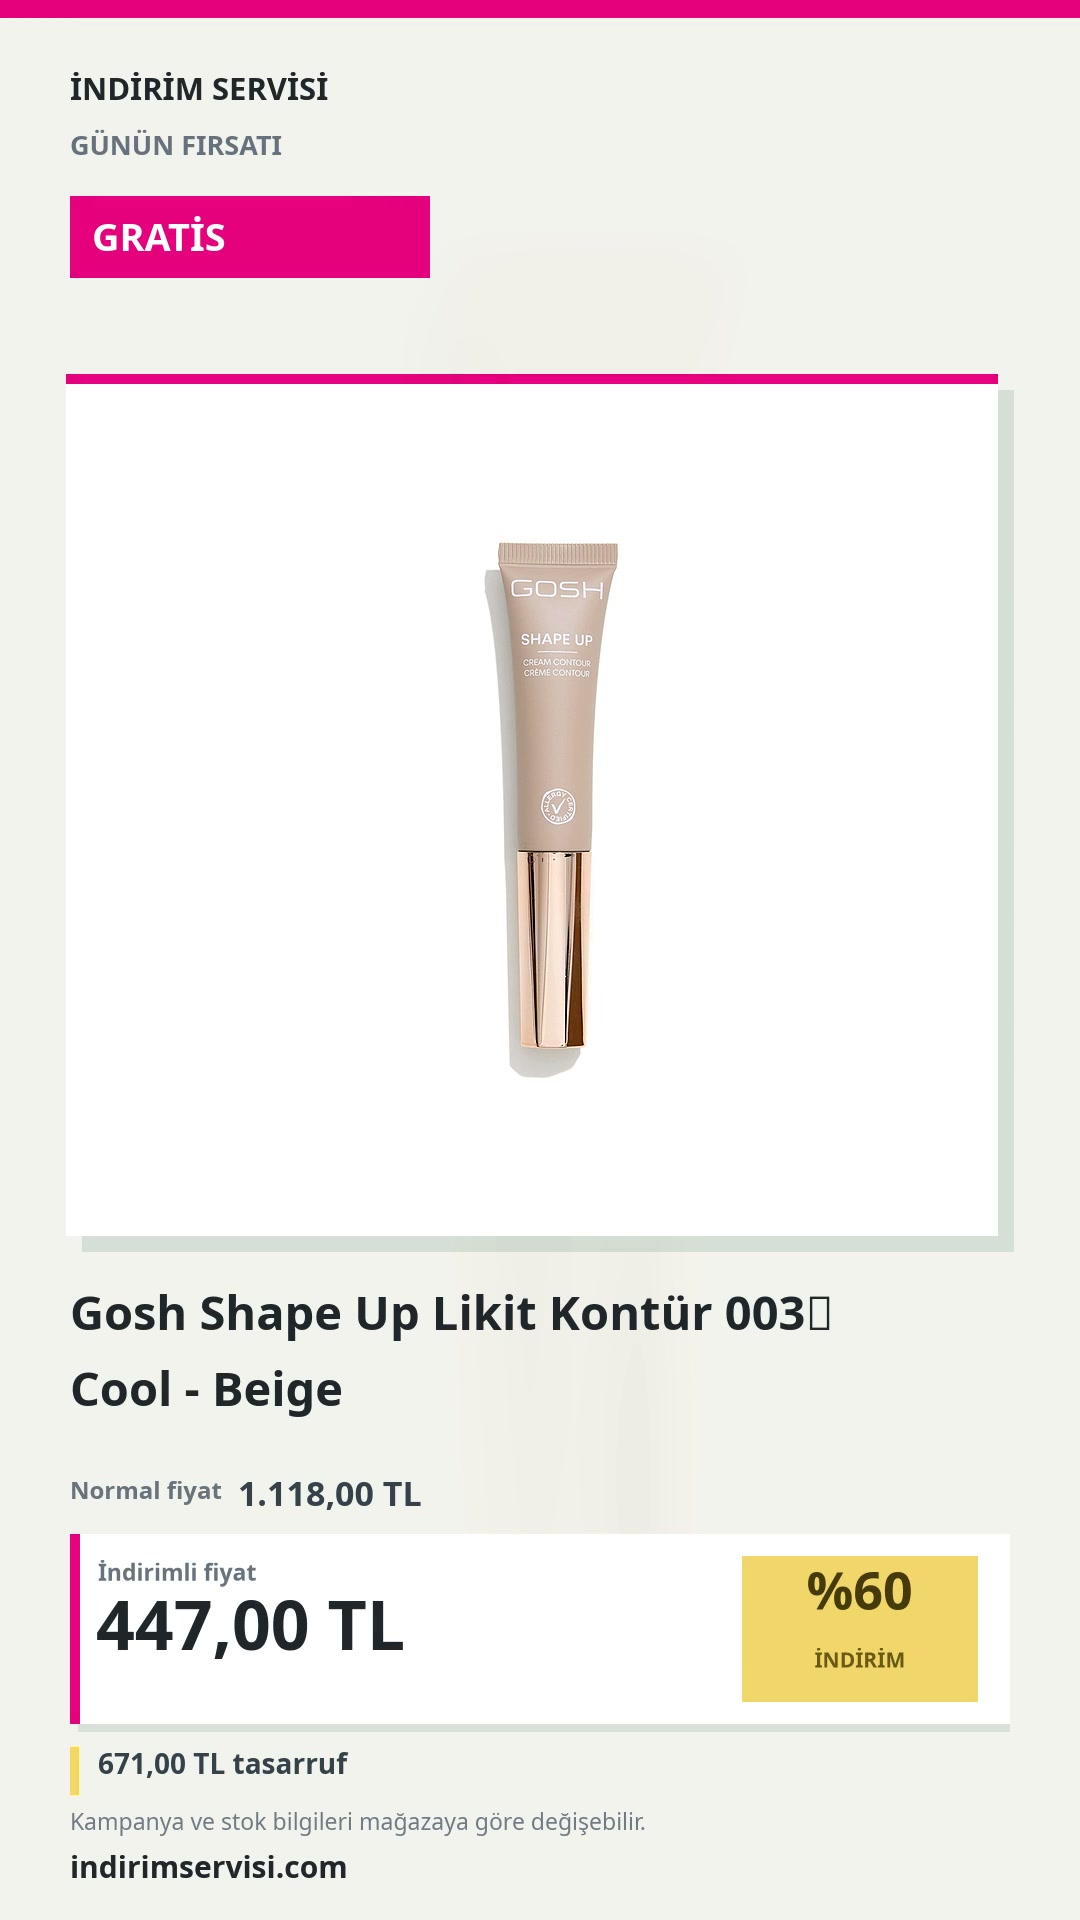 İNDİRİM SERVİSİ
GÜNÜN FIRSATI
GRATİS
GOSH
SHAPE UP
CREAM CONTOUR
CRÈME CONTOUR
ALLERGY CERTIFIED
Gosh Shape Up Likit Kontür 003
Cool - Beige
Normal fiyat 1.118,00 TL
İndirimli fiyat
447,00 TL
%60
İNDİRİM
671,00 TL tasarruf
Kampanya ve stok bilgileri mağazaya göre değişebilir.
indirimservisi.com